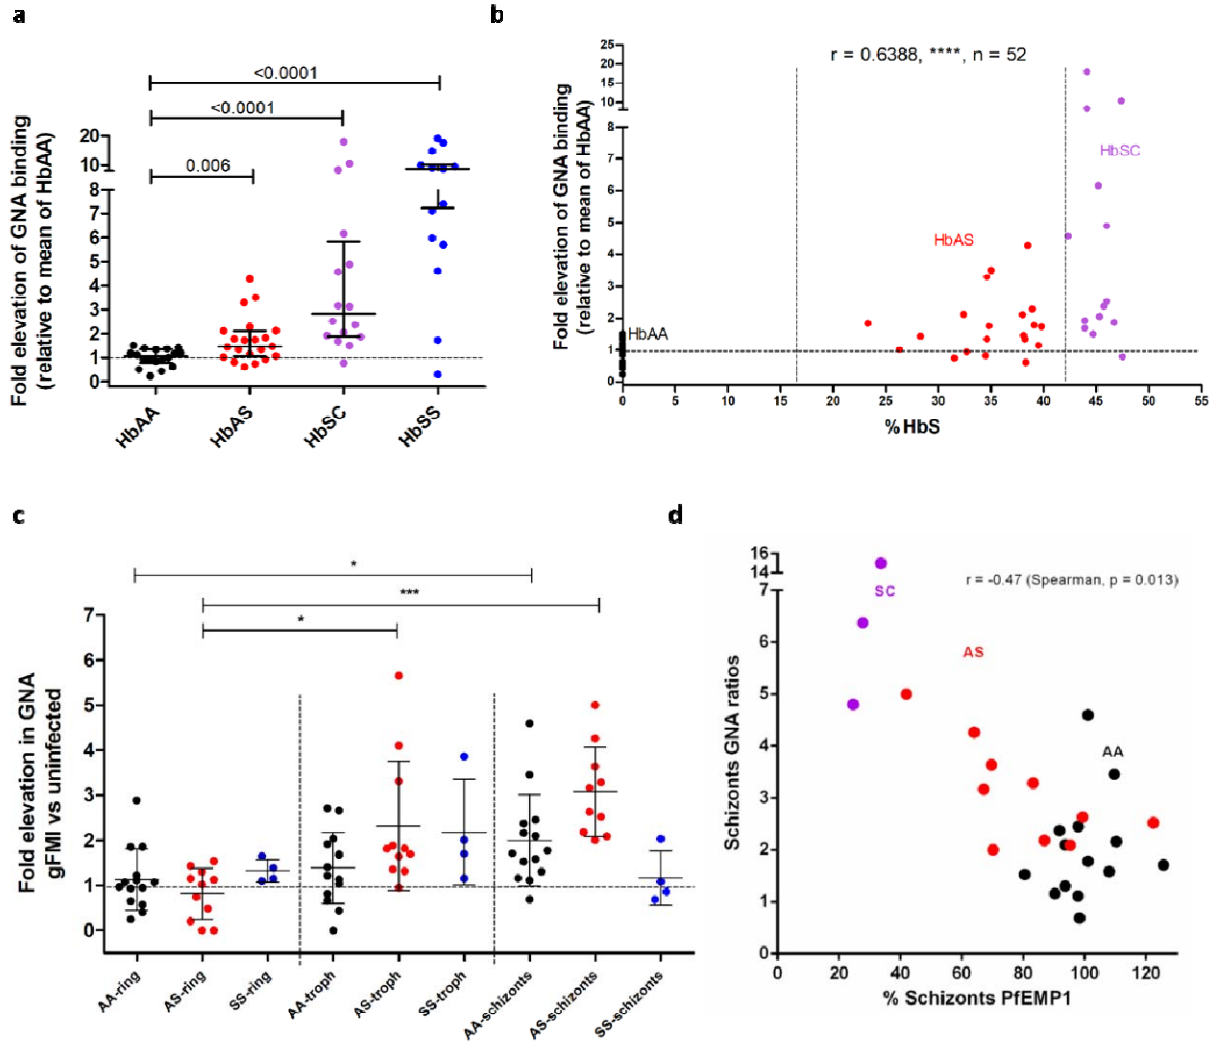 a
b
<0.0001
<0.0001
0.006
Fold elevation of GNA binding
(relative to mean of HbAA)
20
10
8
7
6
5
4
3
2
1
0
HbAA
HbAS
HbSC
HbSS
r = 0.6388, ****, n = 52
Fold elevation of GNA binding
(relative to mean of HbAA)
25
20
15
10
8
7
6
5
4
3
2
1
0
HbSC
HbAS
HbAA
0 5 10 15 20 25 30 35 40 45 50 55
%HbS
c
d
*
***
*
Fold elevation in GNA
gFMI vs uninfected
7
6
5
4
3
2
1
0
AA-ring
AS-ring
SS-ring
AA-troph
AS-troph
SS-troph
AA-schizonts
AS-schizonts
SS-schizonts
Schizonts GNA ratios
16
14
7
6
5
4
3
2
1
0
r = -0.47 (Spearman, p = 0.013)
SC
AS
AA
0 20 40 60 80 100 120
% Schizonts PfEMP1